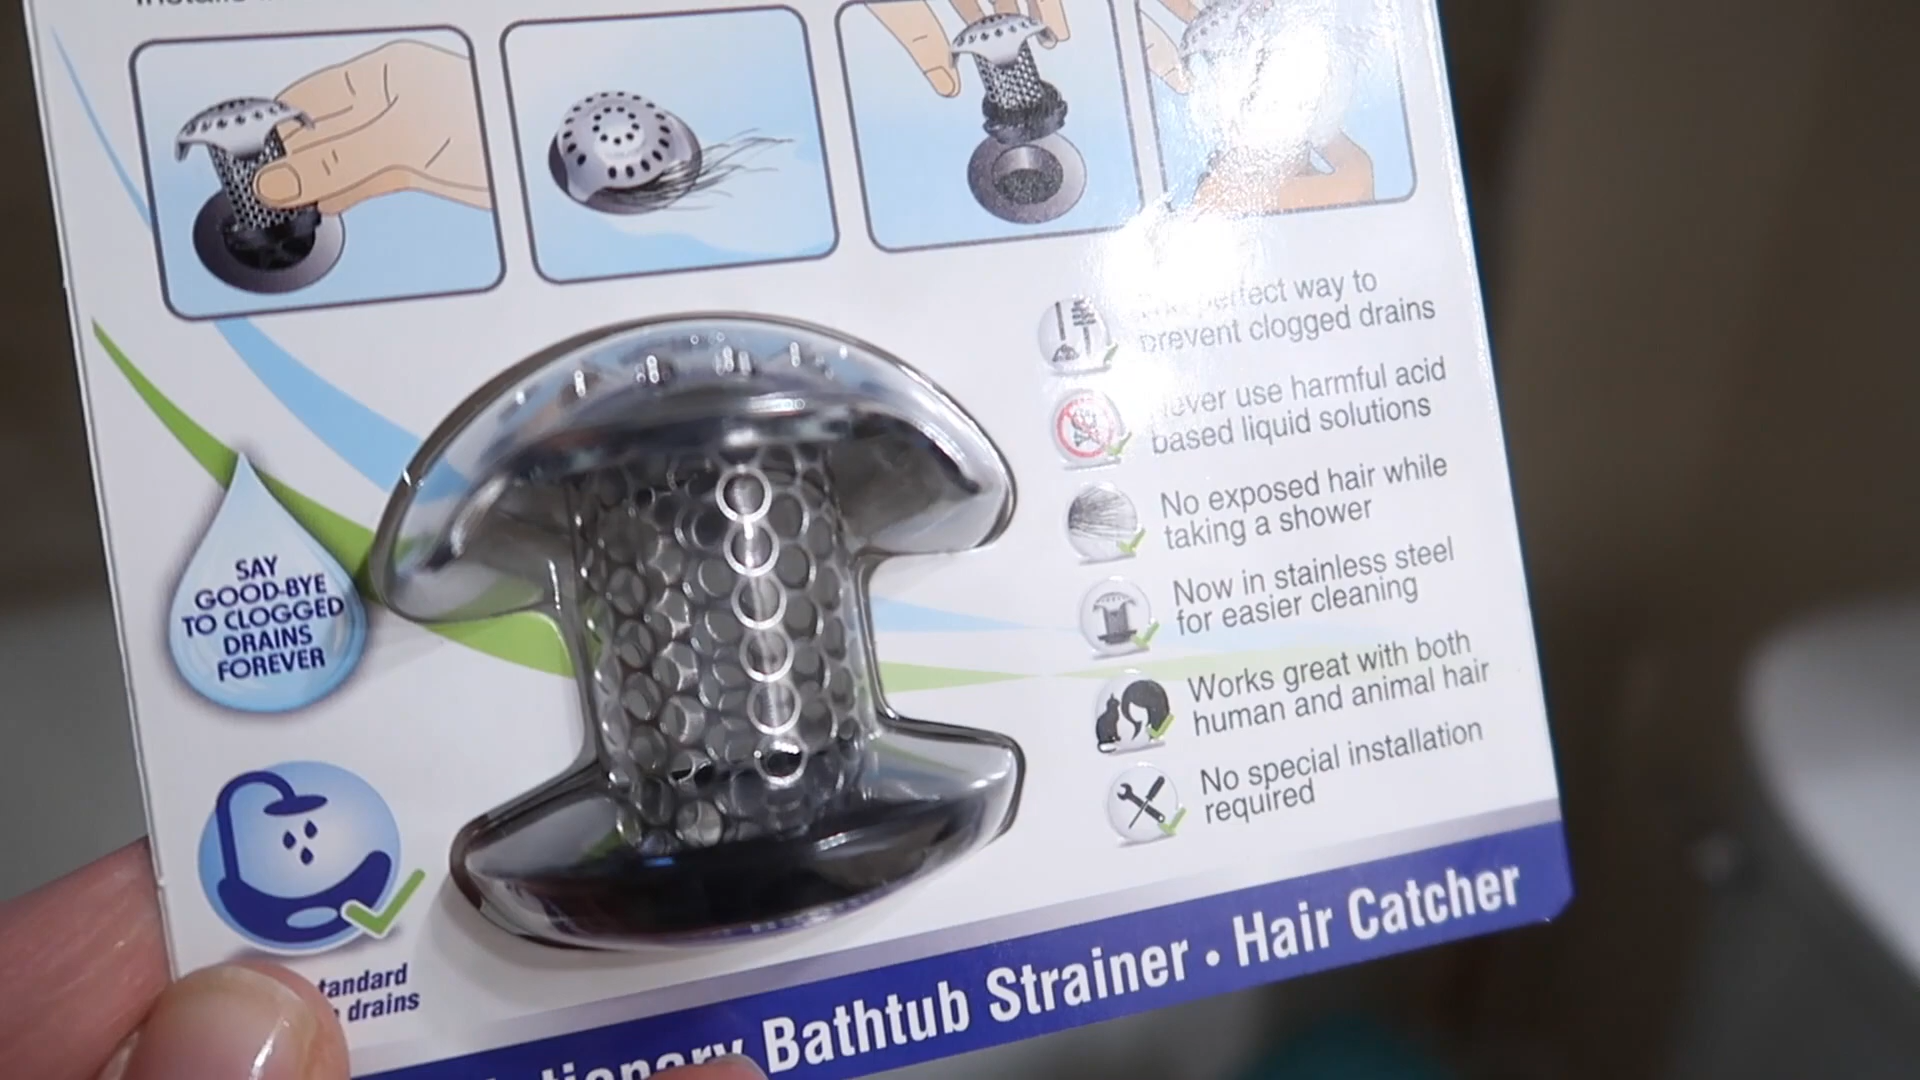 perfect way to
prevent clogged drains
never use harmful acid
based liquid solutions
No exposed hair while
taking a shower
Now in stainless steel
for easier cleaning
Works great with both
human and animal hair
No special installation
required
SAY
GOOD-BYE
TO CLOGGED
DRAINS
FOREVER
tandard
drains
Bathtub Strainer • Hair Catcher